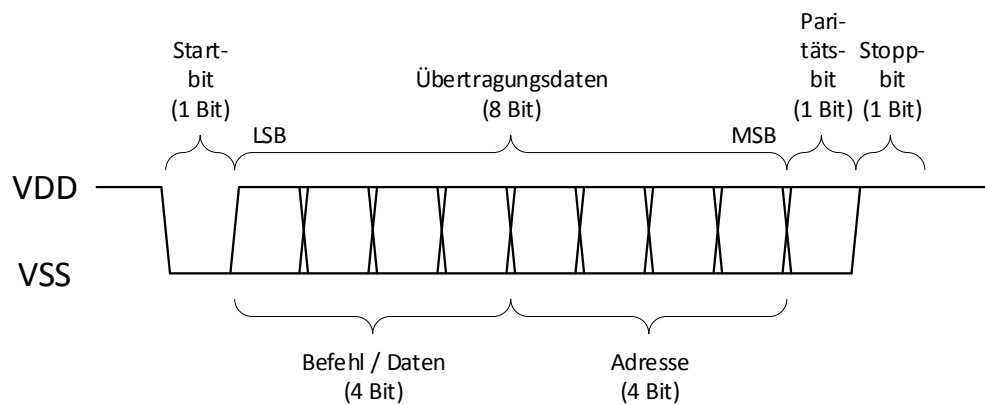 Start-
bit
(1 Bit)
Übertragungsdaten
(8 Bit)
Pari-
täts-
bit
(1 Bit)
Stopp-
bit
(1 Bit)
LSB
MSB
VDD
VSS
Befehl / Daten
(4 Bit)
Adresse
(4 Bit)